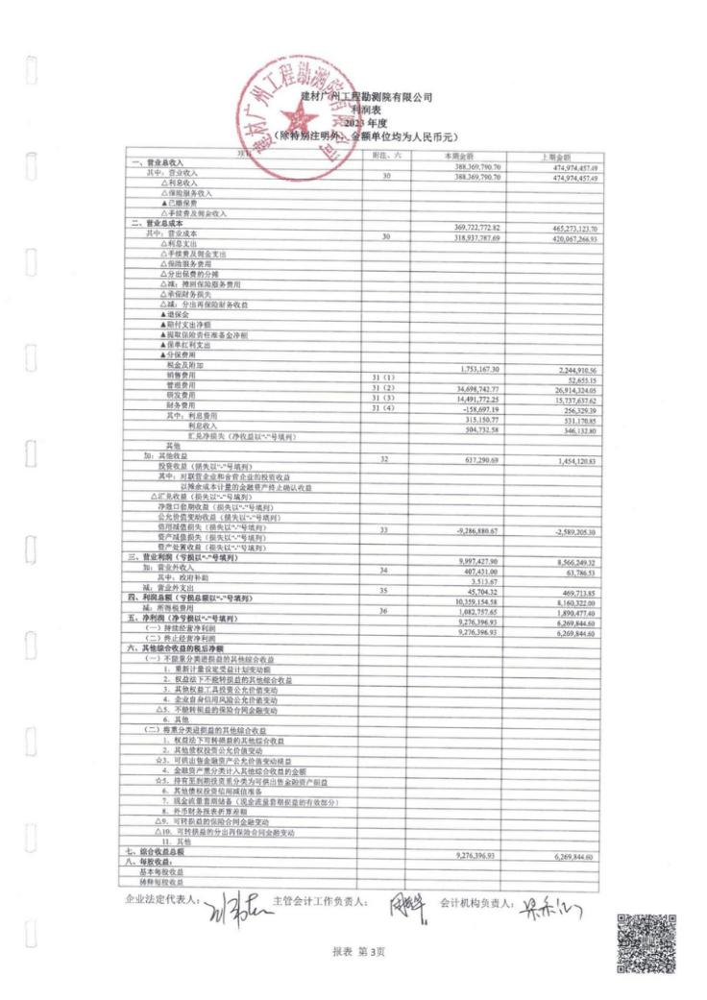 建材广州工程勘测院有限公司
建材广州工程勘测院有限公司
利润表
2023 年度
（除特别注明外，金额单位均为人民币元）
项目 附注、六 本期金额 上期金额
一、营业总收入 388,369,790.70 474,974,457.49
其中：营业收入 30 388,369,790.70 474,974,457.49
△利息收入
△保险服务收入
▲已赚保费
△手续费及佣金收入
二、营业总成本 369,722,772.82 465,273,123.70
其中：营业成本 30 318,937,787.69 420,067,266.93
△利息支出
△手续费及佣金支出
△保险服务费用
△分出保费的分摊
△减：摊回保险服务费用
△承保财务损失
△减：分出再保险财务收益
▲退保金
▲赔付支出净额
▲提取保险责任准备金净额
▲保单红利支出
▲分保费用
税金及附加 1,753,167.30 2,244,910.56
销售费用 31（1） 52,655.15
管理费用 31（2） 34,698,742.77 26,914,324.05
研发费用 31（3） 14,491,772.25 15,737,637.62
财务费用 31（4） -158,697.19 256,329.39
其中：利息费用 315,150.77 531,170.85
利息收入 504,732.58 346,132.80
汇兑净损失（净收益以“-”号填列）
其他
加：其他收益 32 637,290.69 1,454,120.83
投资收益（损失以“-”号填列）
其中：对联营企业和合营企业的投资收益
以摊余成本计量的金融资产终止确认收益
△汇兑收益（损失以“-”号填列）
净敞口套期收益（损失以“-”号填列）
公允价值变动收益（损失以“-”号填列）
信用减值损失（损失以“-”号填列） 33 -9,286,880.67 -2,589,205.30
资产减值损失（损失以“-”号填列）
资产处置收益（损失以“-”号填列）
三、营业利润（亏损以“-”号填列） 9,997,427.90 8,566,249.32
加：营业外收入 34 407,431.00 63,786.53
其中：政府补助 3,513.67
减：营业外支出 35 45,704.32 469,713.85
四、利润总额（亏损总额以“-”号填列） 10,359,154.58 8,160,322.00
减：所得税费用 36 1,082,757.65 1,890,477.40
五、净利润（净亏损以“-”号填列） 9,276,396.93 6,269,844.60
（一）持续经营净利润 9,276,396.93 6,269,844.60
（二）终止经营净利润
六、其他综合收益的税后净额
（一）不能重分类进损益的其他综合收益
1．重新计量设定受益计划变动额
2．权益法下不能转损益的其他综合收益
3．其他权益工具投资公允价值变动
4．企业自身信用风险公允价值变动
△5．不能转损益的保险合同金融变动
6．其他
（二）将重分类进损益的其他综合收益
1．权益法下可转损益的其他综合收益
2．其他债权投资公允价值变动
☆3．可供出售金融资产公允价值变动损益
4．金融资产重分类计入其他综合收益的金额
☆5．持有至到期投资重分类为可供出售金融资产损益
6．其他债权投资信用减值准备
7．现金流量套期储备（现金流量套期损益的有效部分）
8．外币财务报表折算差额
△9．可转损益的保险合同金融变动
△10．可转损益的分出再保险合同金融变动
11．其他
七、综合收益总额 9,276,396.93 6,269,844.60
八、每股收益：
基本每股收益
稀释每股收益
企业法定代表人： 主管会计工作负责人： 会计机构负责人：
报表 第 3页